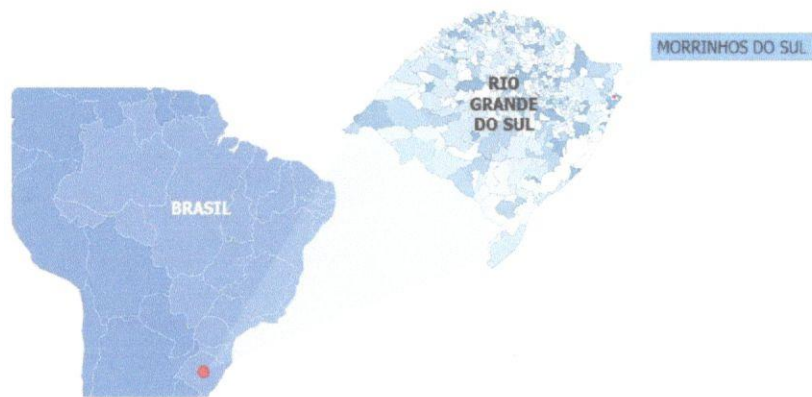 MORRINHOS DO SUL
RIO
GRANDE
DO SUL
BRASIL